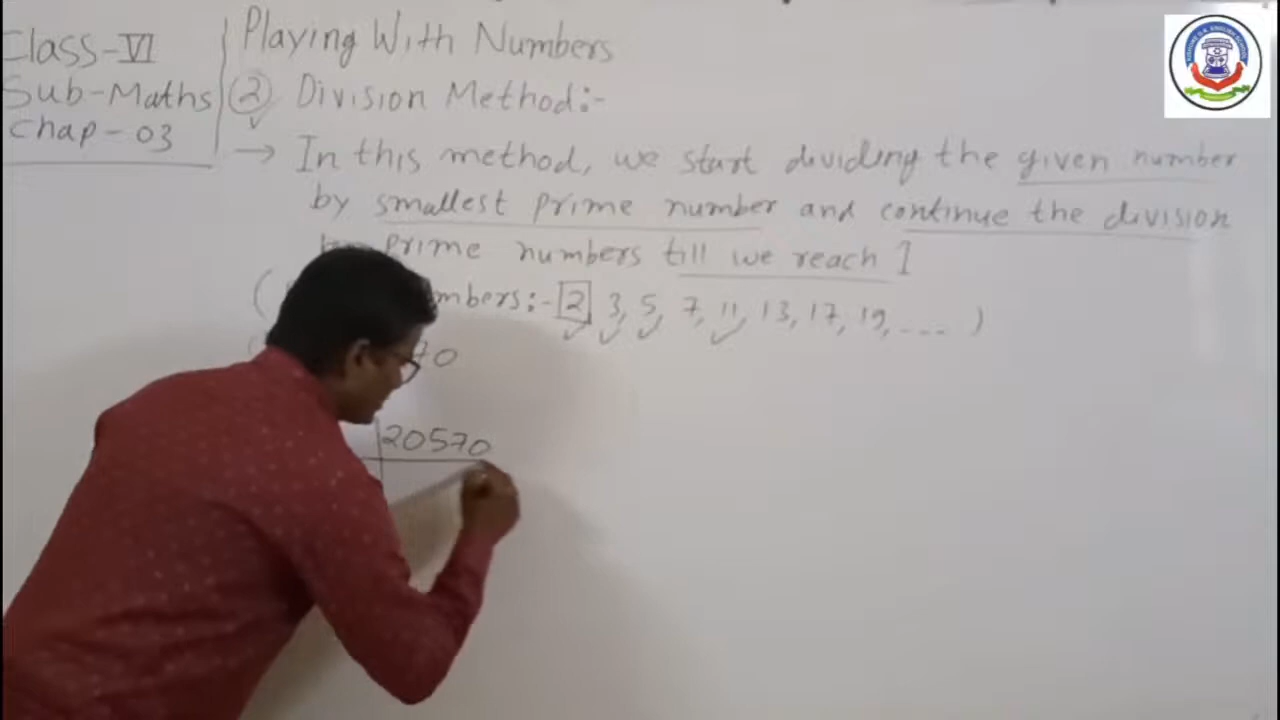 Class-VI
Sub-Maths
Chap-03
Playing With Numbers
② Division Method:-
→ In this method, we start dividing the given number
by smallest prime number and continue the division
prime numbers till we reach 1
( mbers:- 2, 3, 5, 7, 11, 13, 17, 19, ---- )
70
20570